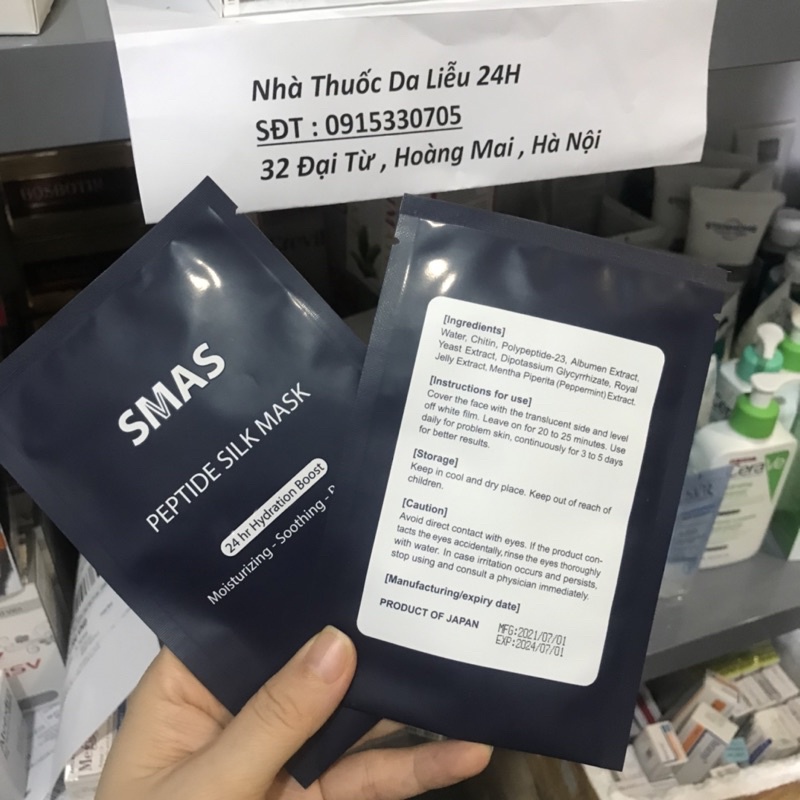 Nhà Thuốc Da Liễu 24H
SĐT : 0915330705
32 Đại Từ , Hoàng Mai , Hà Nội
SMAS
PEPTIDE SILK MASK
24 hr Hydration Boost
Moisturizing - Soothing -
[Ingredients]
Water, Chitin, Polypeptide-23, Albumen Extract,
Yeast Extract, Dipotassium Glycyrrhizate, Royal
Jelly Extract, Mentha Piperita (Peppermint) Extract.
[Instructions for use]
Cover the face with the translucent side and level
off white film. Leave on for 20 to 25 minutes. Use
daily for problem skin, continuously for 3 to 5 days
for better results.
[Storage]
Keep in cool and dry place. Keep out of reach of
children.
[Caution]
Avoid direct contact with eyes. If the product con-
tacts the eyes accidentally, rinse the eyes thoroughly
with water. In case irritation occurs and persists,
stop using and consult a physician immediately.
[Manufacturing/expiry date]
PRODUCT OF JAPAN
MFG:2021/07/01
EXP:2024/07/01